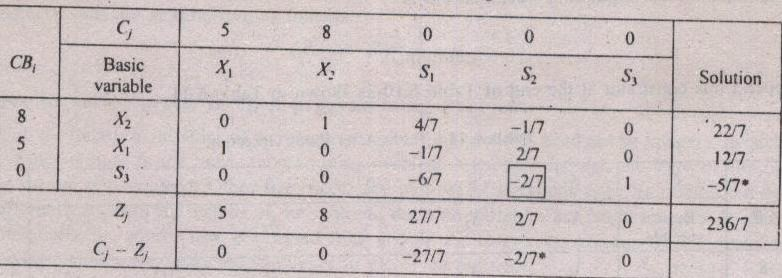 C_j 5 8 0 0 0
CB_i Basic variable X_1 X_2 S_1 S_2 S_3 Solution
8 X_2 0 1 4/7 -1/7 0 22/7
5 X_1 1 0 -1/7 2/7 0 12/7
0 S_3 0 0 -6/7 -2/7 1 -5/7*
Z_j 5 8 27/7 2/7 0 236/7
C_j - Z_j 0 0 -27/7 -2/7* 0